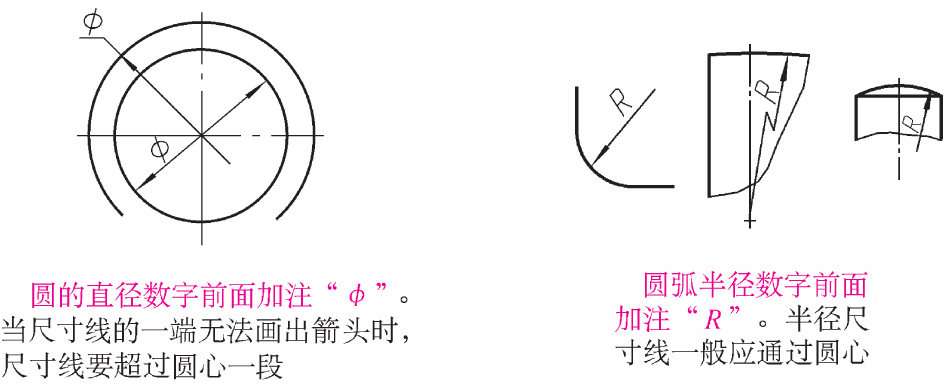 φ
φ
R
R
R
圆的直径数字前面加注“φ”。
当尺寸线的一端无法画出箭头时，
尺寸线要超过圆心一段
圆弧半径数字前面
加注“R”。半径尺
寸线一般应通过圆心